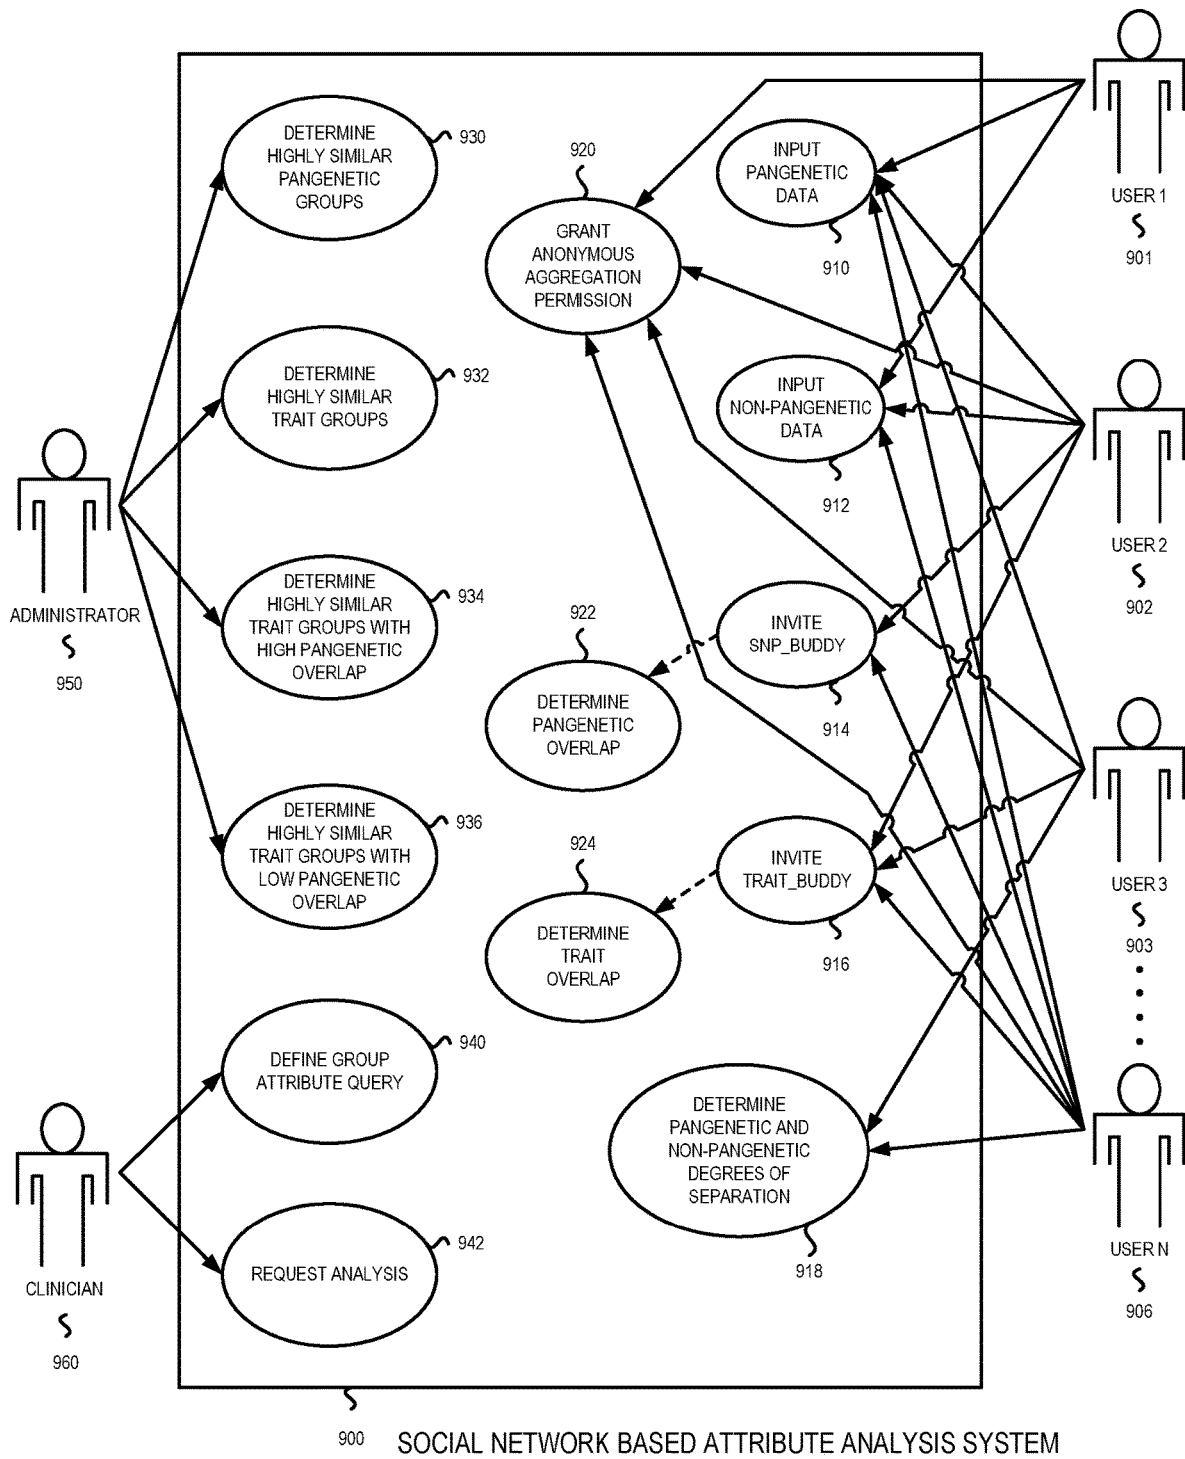 DETERMINE
HIGHLY SIMILAR
PANGENETIC
GROUPS
930
DETERMINE
HIGHLY SIMILAR
TRAIT GROUPS
932
DETERMINE
HIGHLY SIMILAR
TRAIT GROUPS WITH
HIGH PANGENETIC
OVERLAP
934
DETERMINE
HIGHLY SIMILAR
TRAIT GROUPS WITH
LOW PANGENETIC
OVERLAP
936
DEFINE GROUP
ATTRIBUTE QUERY
940
REQUEST ANALYSIS
942
ADMINISTRATOR
950
CLINICIAN
960
920
GRANT
ANONYMOUS
AGGREGATION
PERMISSION
922
DETERMINE
PANGENETIC
OVERLAP
924
DETERMINE
TRAIT
OVERLAP
INPUT
PANGENETIC
DATA
910
INPUT
NON-PANGENETIC
DATA
912
INVITE
SNP_BUDDY
914
INVITE
TRAIT_BUDDY
916
DETERMINE
PANGENETIC AND
NON-PANGENETIC
DEGREES OF
SEPARATION
918
USER 1
901
USER 2
902
USER 3
903
USER N
906
900
SOCIAL NETWORK BASED ATTRIBUTE ANALYSIS SYSTEM